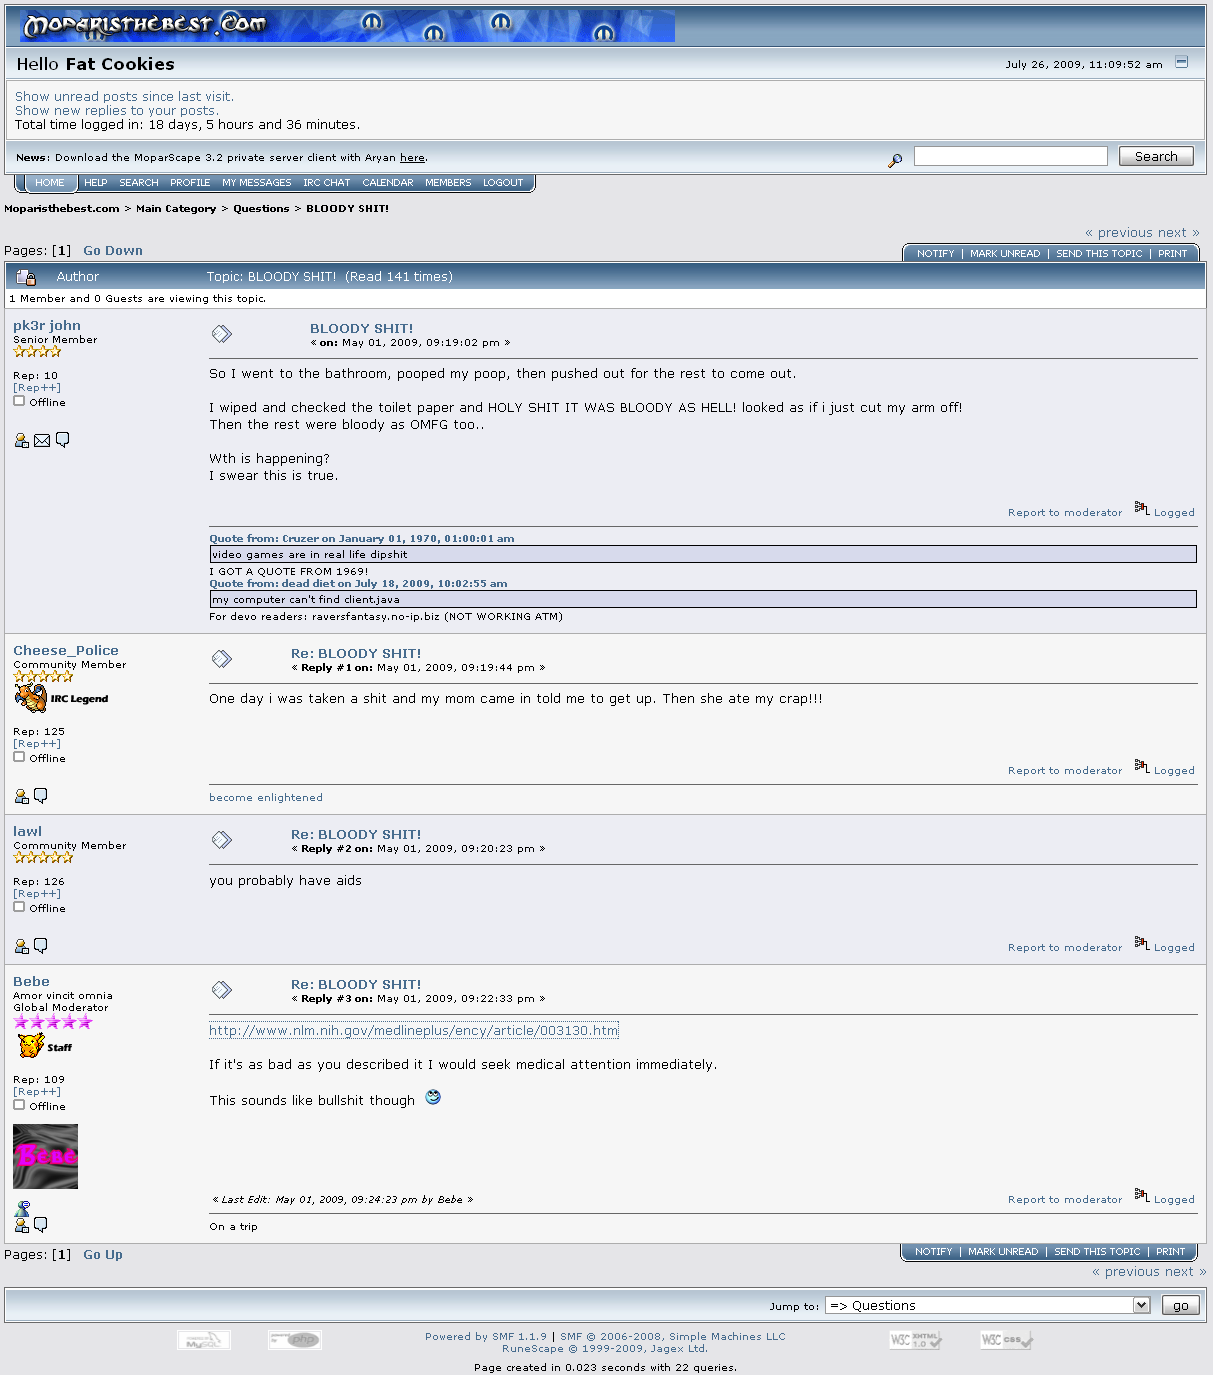 Moparisthebest.Com
Hello Fat Cookies
July 26, 2009, 11:09:52 am
Show unread posts since last visit.
Show new replies to your posts.
Total time logged in: 18 days, 5 hours and 36 minutes.
News: Download the MoparScape 3.2 private server client with Aryan here.
Search
HOME HELP SEARCH PROFILE MY MESSAGES IRC CHAT CALENDAR MEMBERS LOGOUT
Moparisthebest.com > Main Category > Questions > BLOODY SHIT!
« previous next »
Pages: [1] Go Down
NOTIFY | MARK UNREAD | SEND THIS TOPIC | PRINT
Author Topic: BLOODY SHIT! (Read 141 times)
1 Member and 0 Guests are viewing this topic.
pk3r john
Senior Member
Rep: 10
[Rep++]
Offline
BLOODY SHIT!
« on: May 01, 2009, 09:19:02 pm »
So I went to the bathroom, pooped my poop, then pushed out for the rest to come out.
I wiped and checked the toilet paper and HOLY SHIT IT WAS BLOODY AS HELL! looked as if i just cut my arm off!
Then the rest were bloody as OMFG too..
Wth is happening?
I swear this is true.
Report to moderator Logged
Quote from: Cruzer on January 01, 1970, 01:00:01 am
video games are in real life dipshit
I GOT A QUOTE FROM 1969!
Quote from: dead diet on July 18, 2009, 10:02:55 am
my computer can't find client.java
For devo readers: raversfantasy.no-ip.biz (NOT WORKING ATM)
Cheese_Police
Community Member
IRC Legend
Rep: 125
[Rep++]
Offline
Re: BLOODY SHIT!
« Reply #1 on: May 01, 2009, 09:19:44 pm »
One day i was taken a shit and my mom came in told me to get up. Then she ate my crap!!!
Report to moderator Logged
become enlightened
lawl
Community Member
Rep: 126
[Rep++]
Offline
Re: BLOODY SHIT!
« Reply #2 on: May 01, 2009, 09:20:23 pm »
you probably have aids
Report to moderator Logged
Bebe
Amor vincit omnia
Global Moderator
Staff
Rep: 109
[Rep++]
Offline
Bebe
Re: BLOODY SHIT!
« Reply #3 on: May 01, 2009, 09:22:33 pm »
http://www.nlm.nih.gov/medlineplus/ency/article/003130.htm
If it's as bad as you described it I would seek medical attention immediately.
This sounds like bullshit though
« Last Edit: May 01, 2009, 09:24:23 pm by Bebe »
Report to moderator Logged
On a trip
Pages: [1] Go Up
NOTIFY | MARK UNREAD | SEND THIS TOPIC | PRINT
« previous next »
Jump to: => Questions go
MySQL
php
Powered by SMF 1.1.9 | SMF © 2006-2008, Simple Machines LLC
RuneScape © 1999-2009, Jagex Ltd.
W3C XHTML 1.0
W3C CSS
Page created in 0.023 seconds with 22 queries.